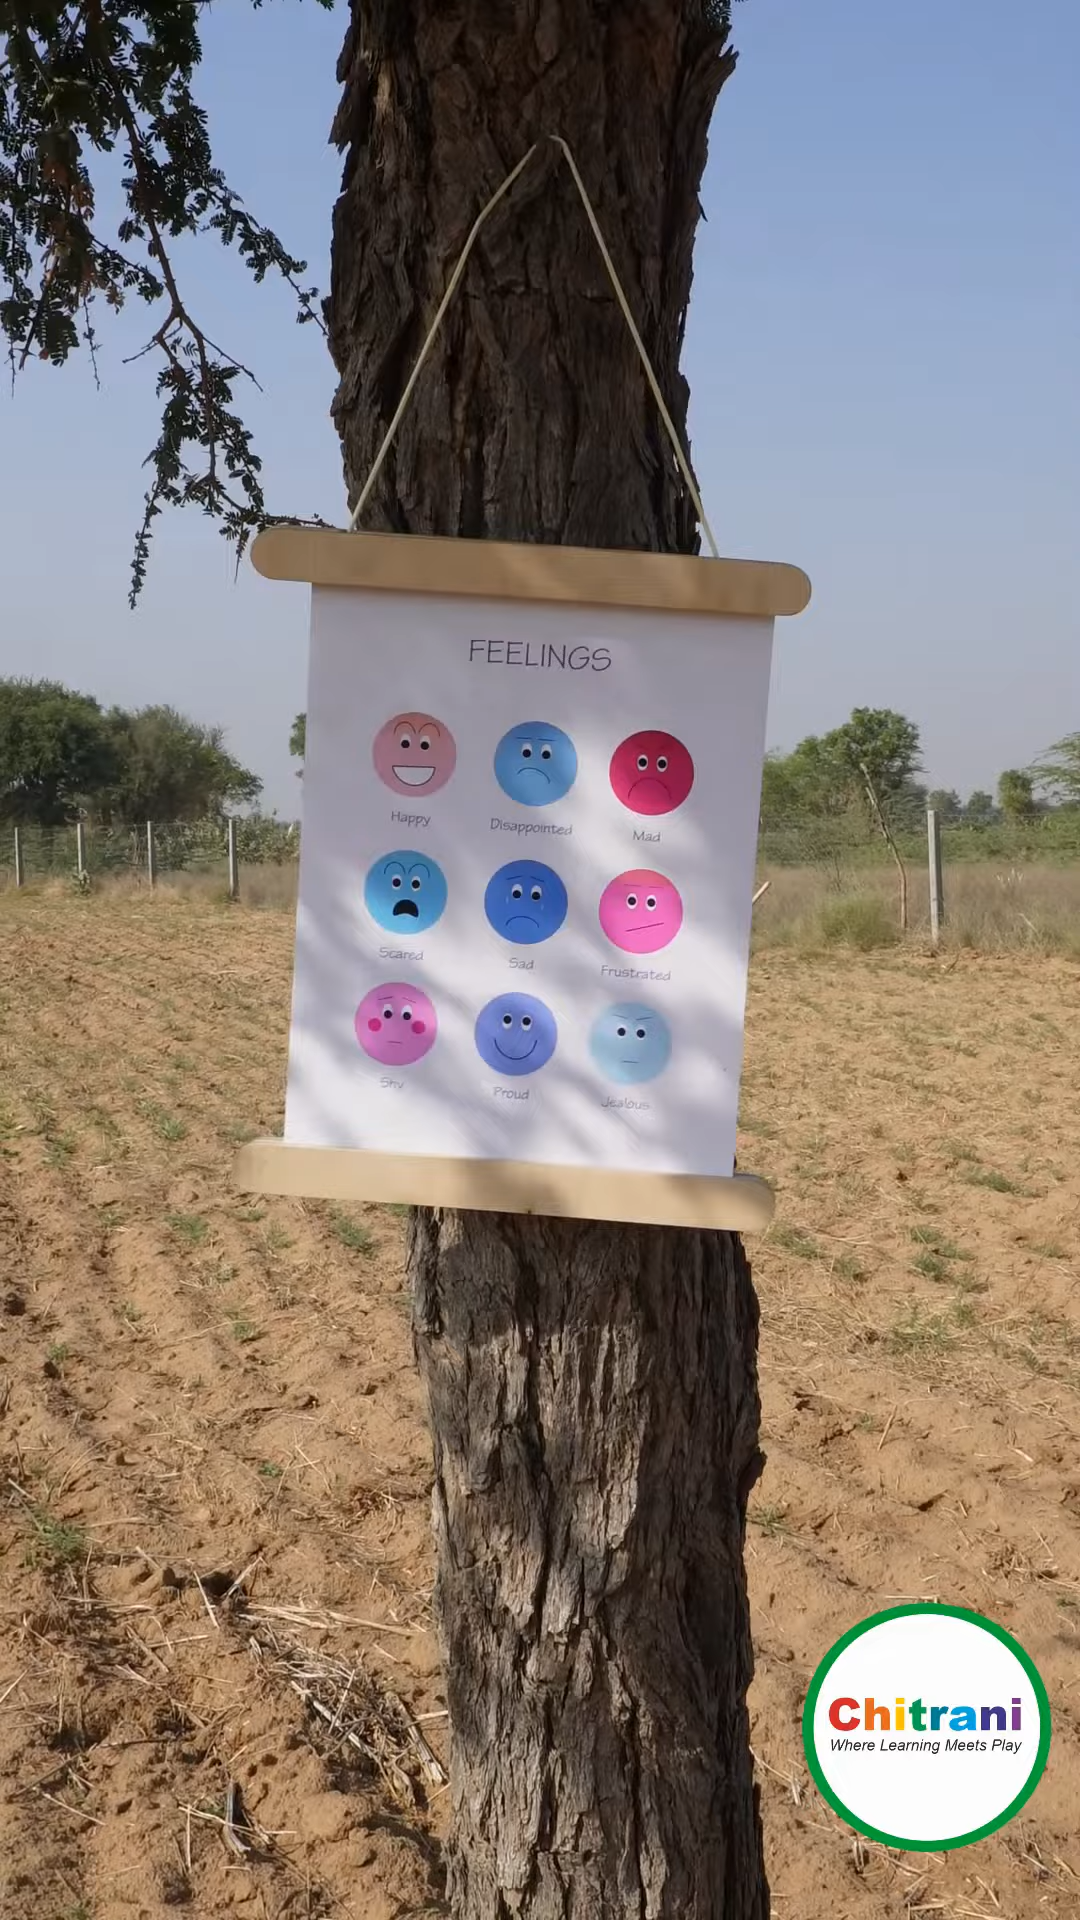 FEELINGS
Happy
Disappointed
Mad
Scared
Sad
Frustrated
Shy
Proud
Jealous
Chitrani
Where Learning Meets Play